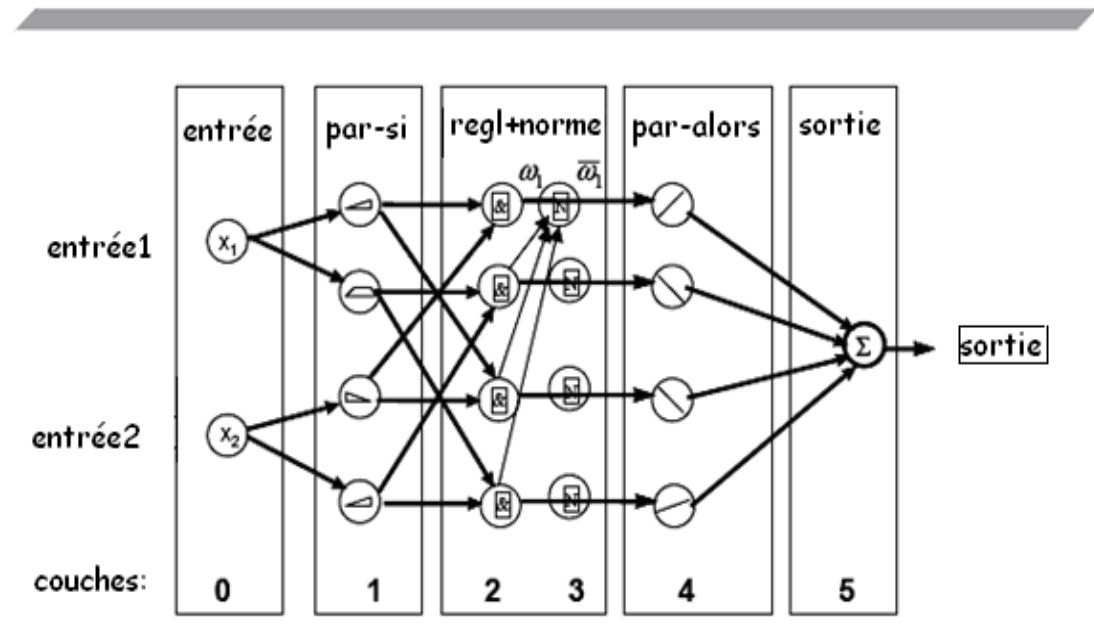 entrée par-si regl+norme par-alors sortie
ω₁ ω̅₁
& N
entrée1 x₁
& N
Σ sortie
& N
entrée2 x₂
& N
couches: 0 1 2 3 4 5